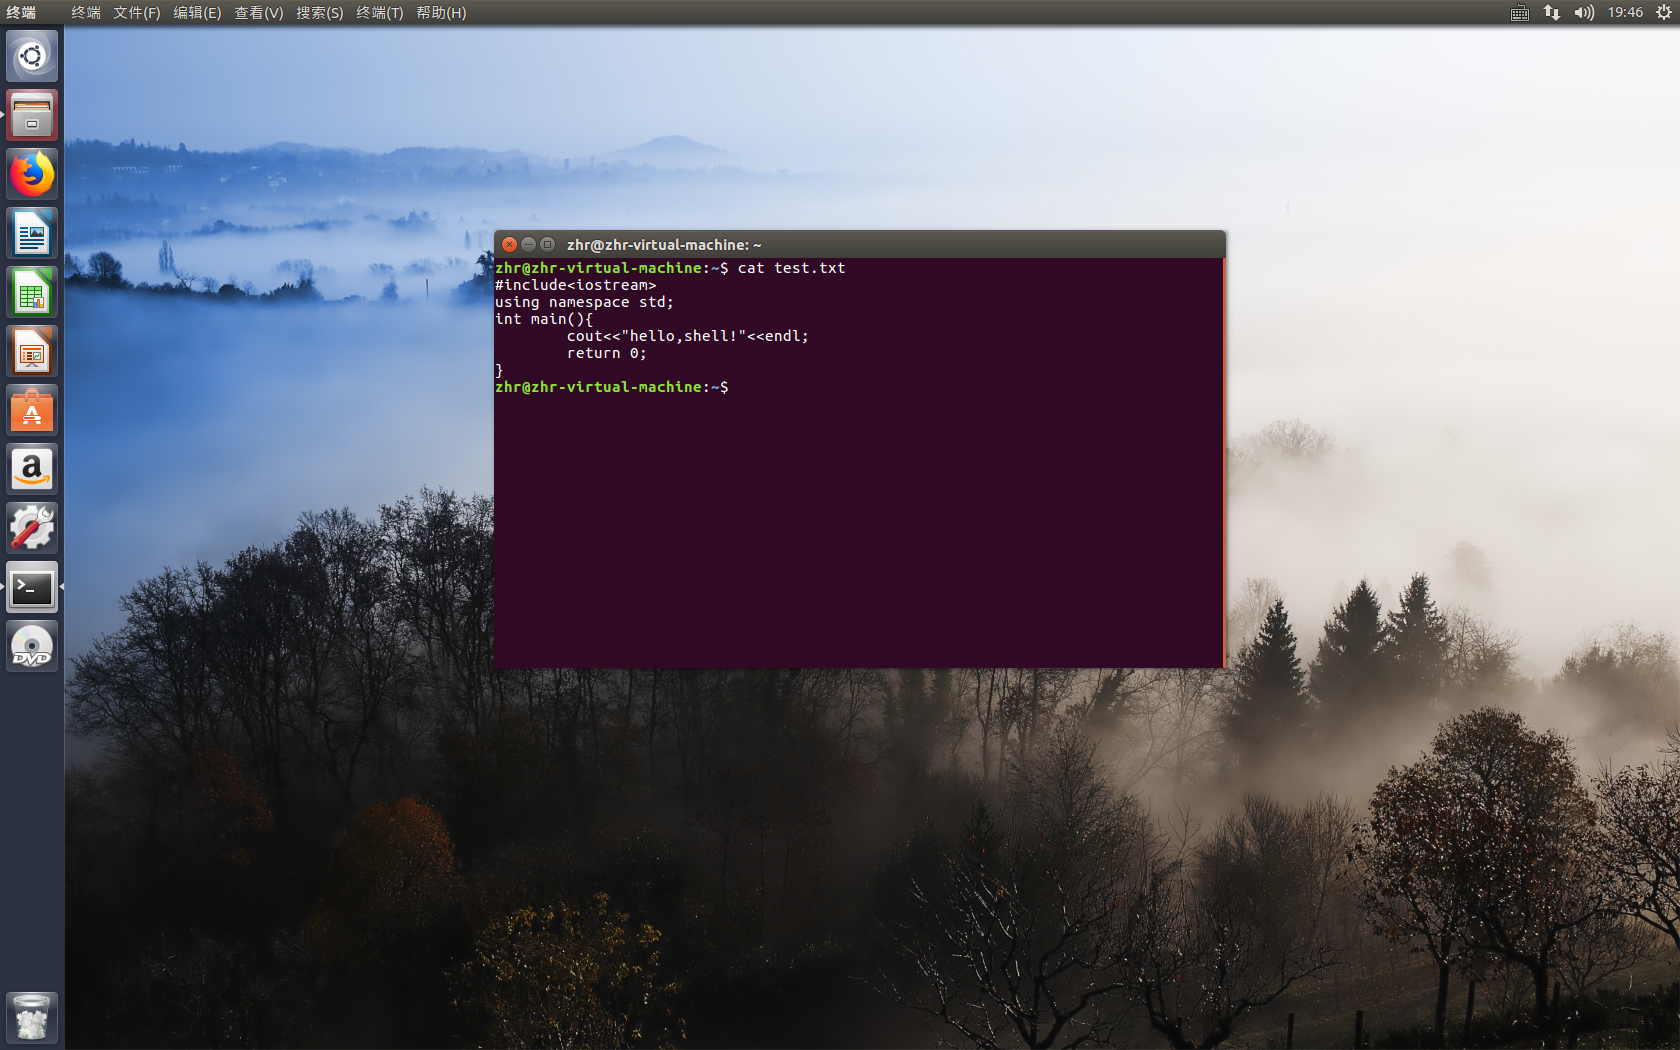 终端 终端 文件(F) 编辑(E) 查看(V) 搜索(S) 终端(T) 帮助(H) 19:46
zhr@zhr-virtual-machine: ~
zhr@zhr-virtual-machine:~$ cat test.txt
#include<iostream>
using namespace std;
int main(){
        cout<<"hello,shell!"<<endl;
        return 0;
}
zhr@zhr-virtual-machine:~$
A
a
>_
DVD